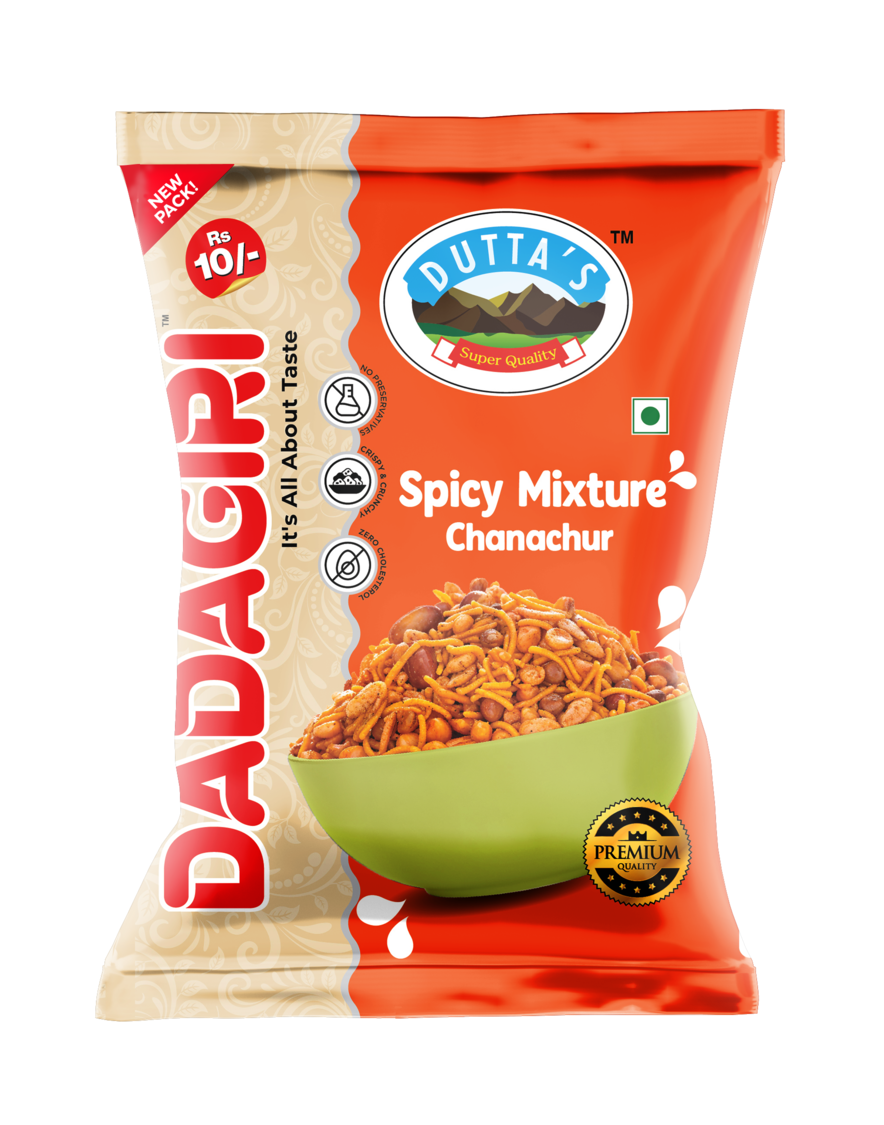 NEW
PACK!
Rs
10/-
DADAGIRI
TM
It's All About Taste
NO PRESERVATIVES
CRISPY & CRUNCHY
ZERO CHOLESTEROL
DUTTA'S
TM
Super Quality
Spicy Mixture
Chanachur
PREMIUM
QUALITY